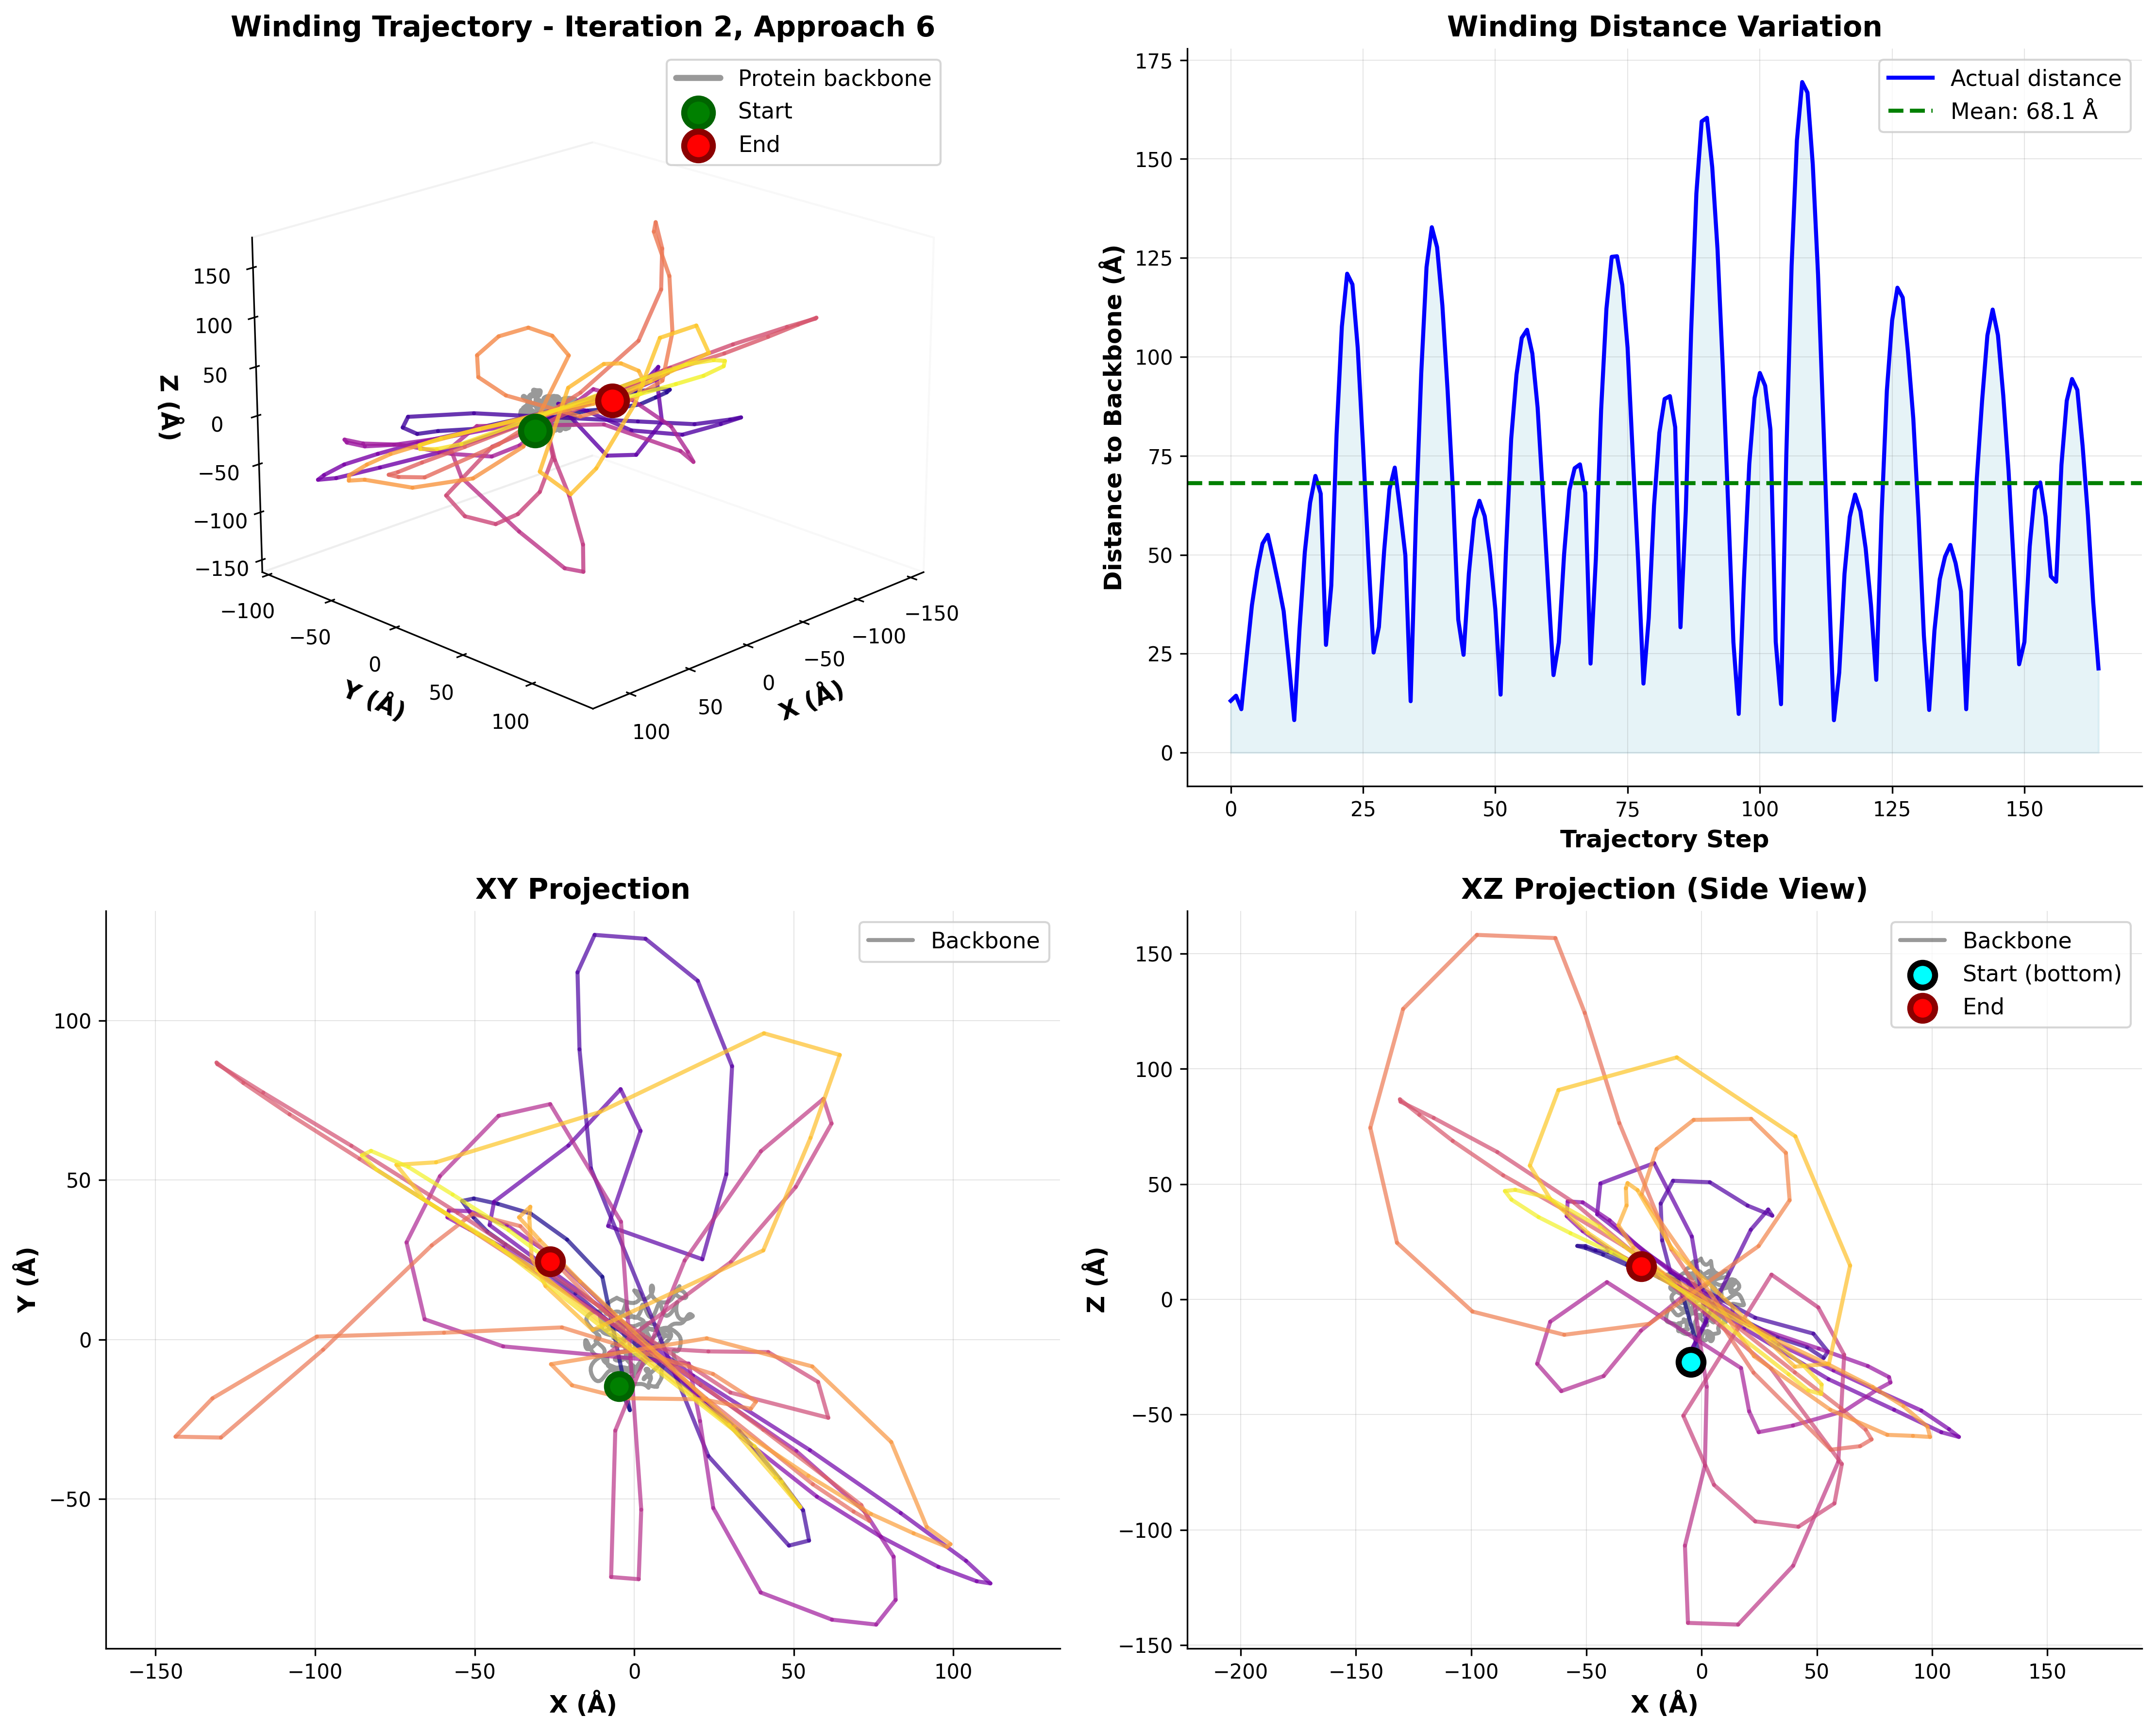 Winding Trajectory - Iteration 2, Approach 6
Protein backbone
Start
End
150
100
50
0
−50
−100
−150
Z (Å)
−100
−50
0
50
100
Y (Å)
100
50
0
−50
−100
−150
X (Å)
Winding Distance Variation
Actual distance
Mean: 68.1 Å
175
150
125
100
75
50
25
0
Distance to Backbone (Å)
0
25
50
75
100
125
150
Trajectory Step
XY Projection
Backbone
100
50
0
−50
Y (Å)
−150
−100
−50
0
50
100
X (Å)
XZ Projection (Side View)
Backbone
Start (bottom)
End
150
100
50
0
−50
−100
−150
Z (Å)
−200
−150
−100
−50
0
50
100
150
X (Å)